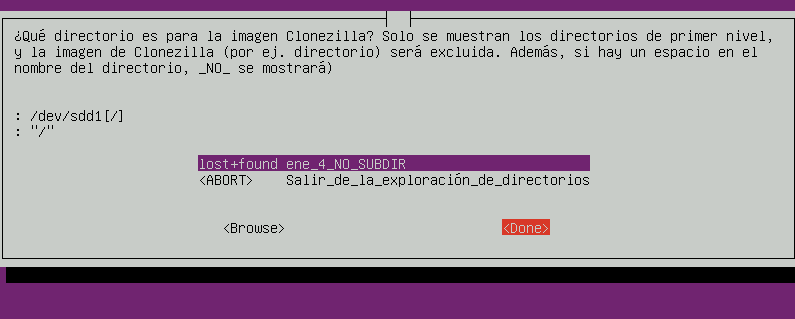 ¿Qué directorio es para la imagen Clonezilla? Solo se muestran los directorios de primer nivel,
y la imagen de Clonezilla (por ej. directorio) será excluida. Además, si hay un espacio en el
nombre del directorio, _NO_ se mostrará)
: /dev/sdd1[/]
: "/"
lost+found ene_4_NO_SUBDIR
<ABORT> Salir_de_la_exploración_de_directorios
<Browse> <Done>